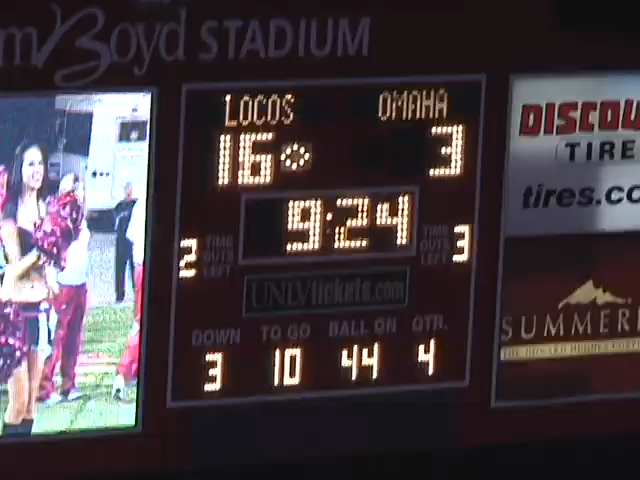 Boyd STADIUM
LOCOS OMAHA
16 3
9:24
2 TIME OUTS LEFT
TIME OUTS LEFT 3
UNLVtickets.com
DOWN TO GO BALL ON QTR.
3 10 44 4
DISCOU
TIRE
tires.co
SUMMER